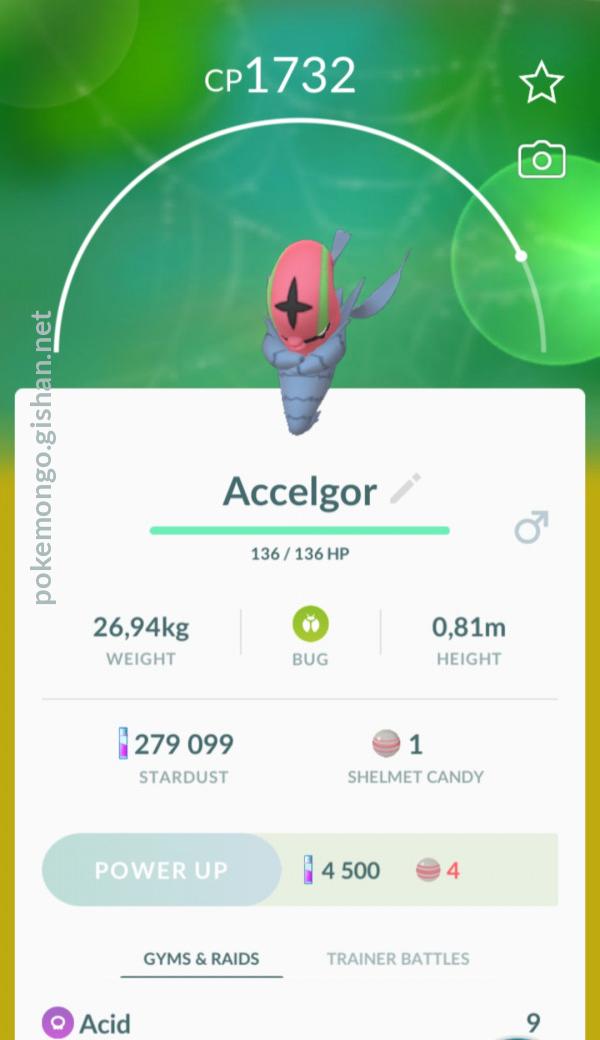 CP1732
pokemongo.gishan.net
Accelgor
136 / 136 HP
26,94kg
WEIGHT
BUG
0,81m
HEIGHT
279 099
STARDUST
1
SHELMET CANDY
POWER UP
4 500
4
GYMS & RAIDS
TRAINER BATTLES
Acid
9